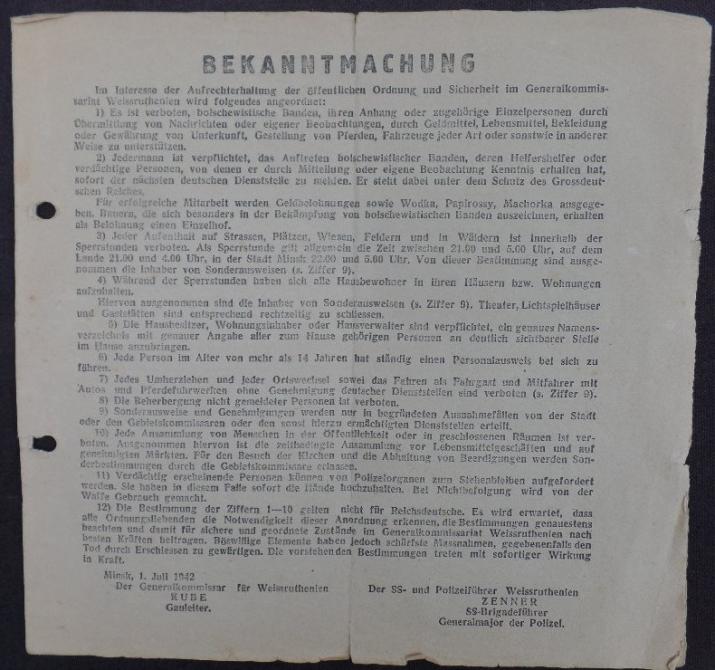 BEKANNTMACHUNG
Im Interesse der Aufrechterhaltung der öffentlichen Ordnung und Sicherheit im Generalkommis-
sariat Weissruthenien wird folgendes angeordnet:
1) Es ist verboten, bolschewistische Banden, ihren Anhang oder zugehörige Einzelpersonen durch
Übermittlung von Nachrichten oder eigener Beobachtungen, durch Geldmittel, Lebensmittel, Bekleidung
oder Gewährung von Unterkunft, Gestellung von Pferden, Fahrzeuge jeder Art oder sonstwie in anderer
Weise zu unterstützen.
2) Jedermann ist verpflichtet, das Auftreten bolschewistischer Banden, deren Helfershelfer oder
verdächtige Personen, von denen er durch Mitteilung oder eigene Beobachtung Kenntnis erhalten hat,
sofort der nächsten deutschen Dienststelle zu melden. Er steht dabei unter dem Schutz des Grossdeut-
schen Reiches.
Für erfolgreiche Mitarbeit werden Geldbelohnungen sowie Wodka, Papirossy, Machorka ausgege-
ben. Bauern, die sich besonders in der Bekämpfung von bolschewistischen Banden auszeichnen, erhalten
als Belohnung einen Einzelhof.
3) Jeder Aufenthalt auf Strassen, Plätzen, Wiesen, Feldern und in Wäldern ist innerhalb der
Sperrstunden verboten. Als Sperrstunde gilt allgemein die Zeit zwischen 21.00 und 5.00 Uhr, auf dem
Lande 21.00 und 4.00 Uhr, in der Stadt Minsk 22.00 und 5.00 Uhr. Von dieser Bestimmung sind ausge-
nommen die Inhaber von Sonderausweisen (s. Ziffer 9).
4) Während der Sperrstunden haben sich alle Hausbewohner in ihren Häusern bzw. Wohnungen
aufzuhalten.
Hiervon ausgenommen sind die Inhaber von Sonderausweisen (s. Ziffer 9). Theater, Lichtspielhäuser
und Gaststätten sind entsprechend rechtzeitig zu schliessen.
5) Die Hausbesitzer, Wohnungsinhaber oder Hausverwalter sind verpflichtet, ein genaues Namens-
verzeichnis mit genauer Angabe aller zum Hause gehörigen Personen an deutlich sichtbarer Stelle
im Hause anzubringen.
6) Jede Person im Alter von mehr als 14 Jahren hat ständig einen Personalausweis bei sich zu
führen.
7) Jedes Umherziehen und jeder Ortswechsel sowei das Fahren als Fahrgast und Mitfahrer mit
Autos und Pferdefuhrwerken ohne Genehmigung deutscher Dienststellen sind verboten (s. Ziffer 9).
8) Die Beherbergung nicht gemeldeter Personen ist verboten.
9) Sonderausweise und Genehmigungen werden nur in begründeten Ausnahmefällen von der Stadt
oder den Gebietskommissaren oder den sonst hierzu ermächtigten Dienststellen erteilt.
10) Jede Ansammlung von Menschen in der Öffentlichkeit oder in geschlossenen Räumen ist ver-
boten. Ausgenommen hiervon ist die zeitbedingte Ansammlung vor Lebensmittelgeschäften und auf
genehmigten Märkten. Für den Besuch der Kirchen und die Abhaltung von Beerdigungen werden Son-
derbestimmungen durch die Gebietskommissare erlassen.
11) Verdächtig erscheinende Personen können von Polizeiorganen zum Stehenbleiben aufgefordert
werden. Sie haben in diesem Falle sofort die Hände hochzuhalten. Bei Nichtbefolgung wird von der
Waffe Gebrauch gemacht.
12) Die Bestimmung der Ziffern 1—10 gelten nicht für Reichsdeutsche. Es wird erwartet, dass
alle Ordnungsliebenden die Notwendigkeit dieser Anordnung erkennen, die Bestimmungen genauestens
beachten und damit für sichere und geordnete Zustände im Generalkommissariat Weissruthenien nach
besten Kräften beitragen. Böswillige Elemente haben jedoch schärfste Massnahmen, gegebenenfalls den
Tod durch Erschiessen zu gewärtigen. Die vorstehenden Bestimmungen treten mit sofortiger Wirkung
in Kraft.
Minsk, 1. Juli 1942
Der Generalkommissar für Weissruthenien
KUBE
Gauleiter.
Der SS- und Polizeiführer Weissruthenien
ZENNER
SS-Brigadeführer
Generalmajor der Polizei.